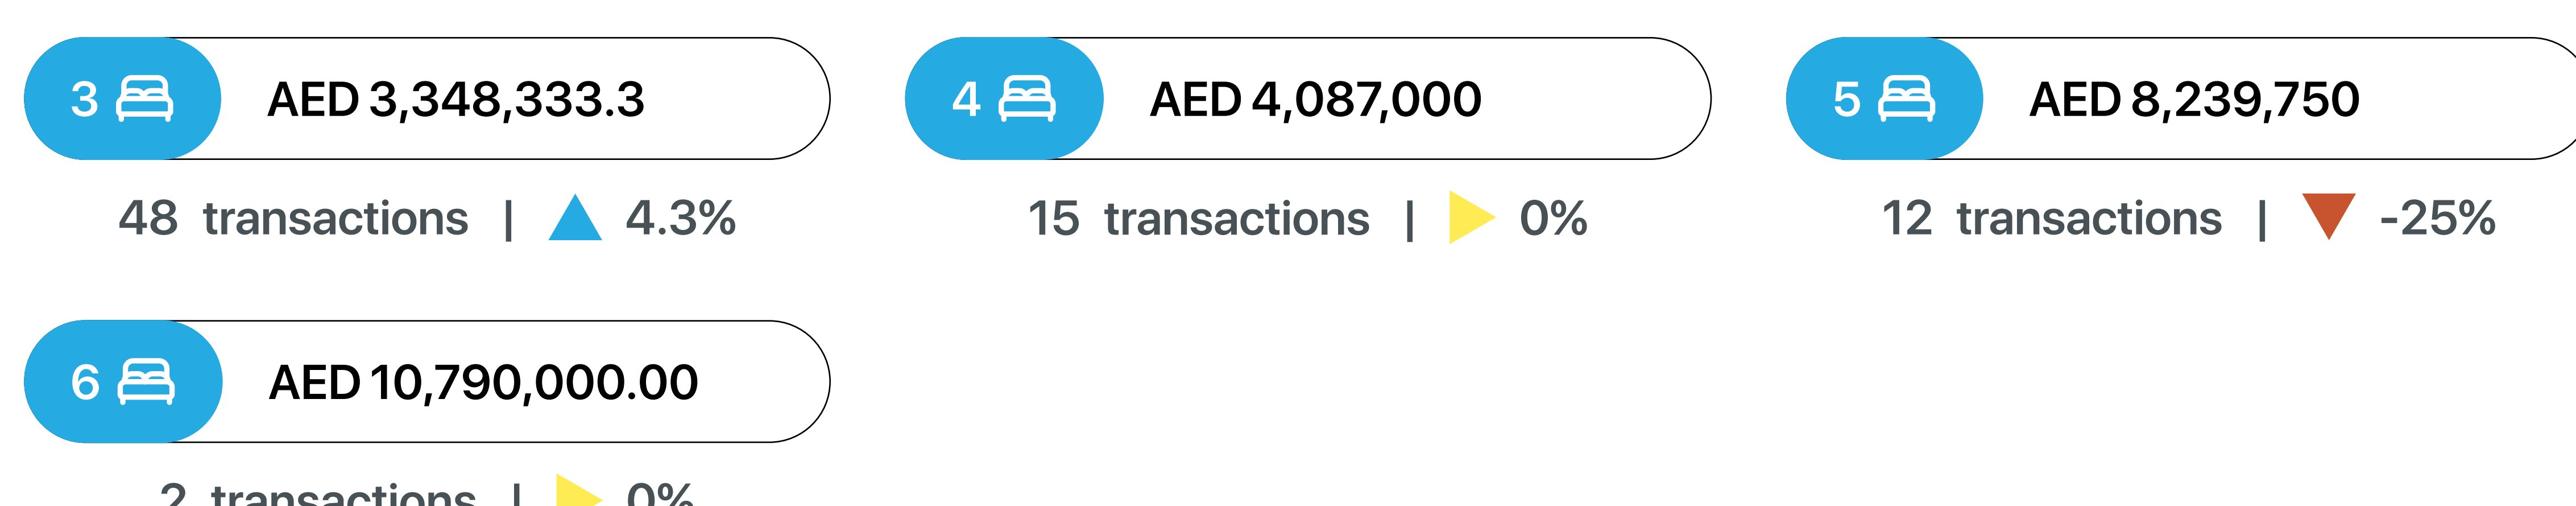 3 AED 3,348,333.3
48 transactions | 4.3%
4 AED 4,087,000
15 transactions | 0%
5 AED 8,239,750
12 transactions | -25%
6 AED 10,790,000.00
2 transactions | 0%